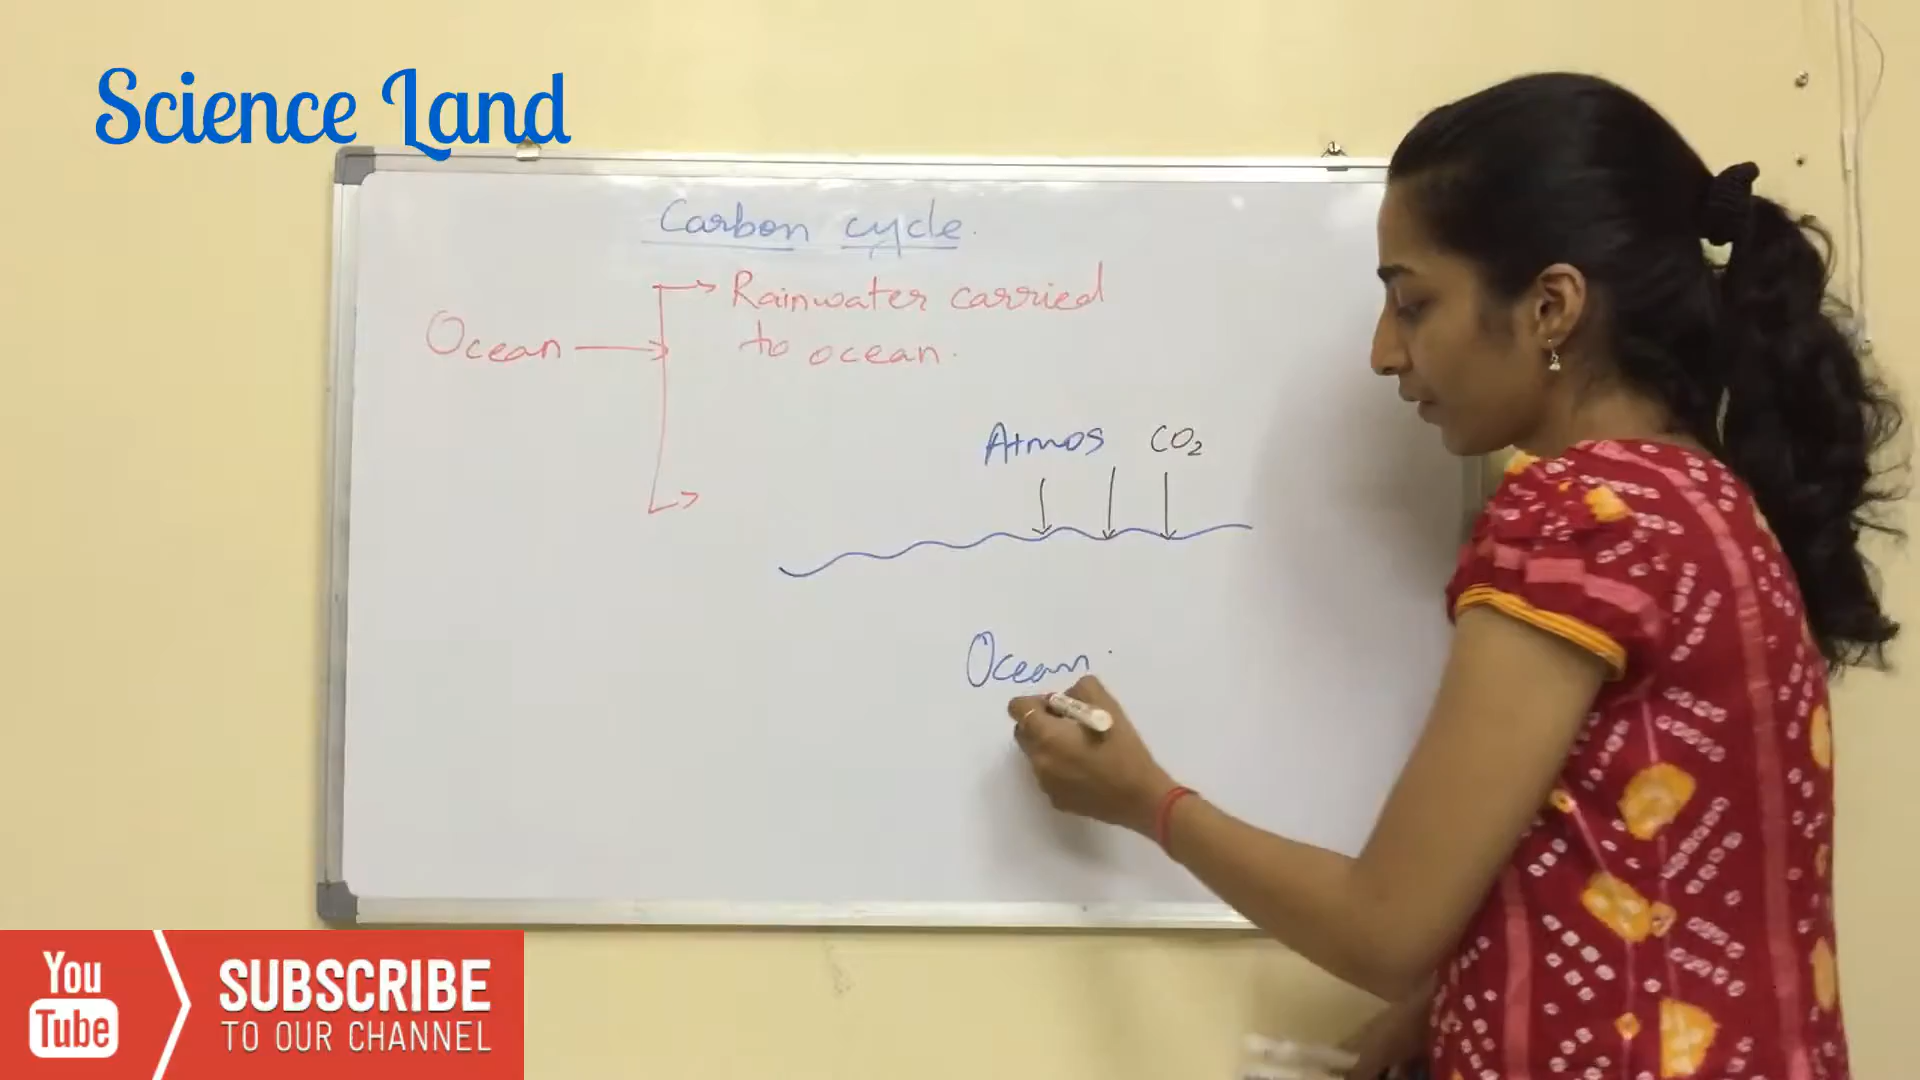 Science Land
Carbon cycle.
Rainwater carried
Ocean
to ocean.
Atmos CO₂
Ocean.
You
Tube
SUBSCRIBE
TO OUR CHANNEL